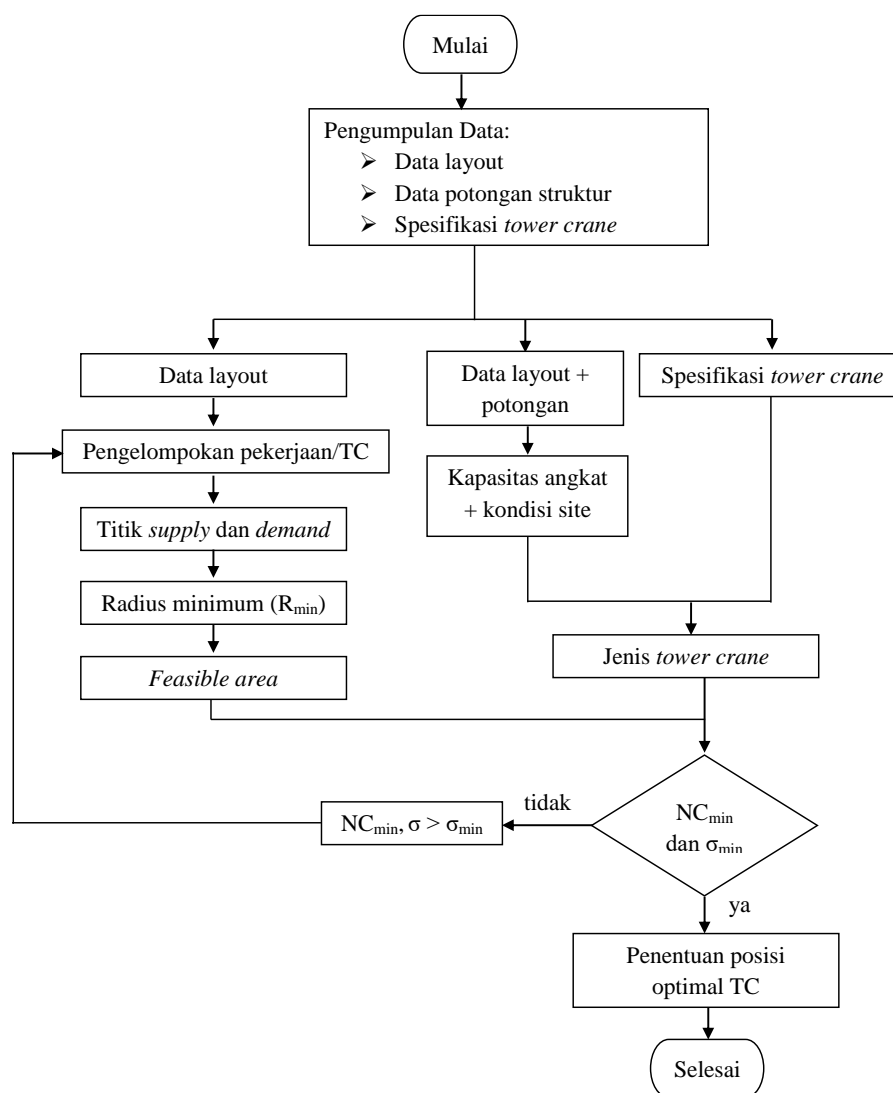 Mulai
Pengumpulan Data:
➢ Data layout
➢ Data potongan struktur
➢ Spesifikasi tower crane
Data layout
Data layout +
potongan
Spesifikasi tower crane
Pengelompokan pekerjaan/TC
Kapasitas angkat
+ kondisi site
Titik supply dan demand
Radius minimum (Rmin)
Feasible area
Jenis tower crane
tidak
NCmin, σ > σmin
NCmin
dan σmin
ya
Penentuan posisi
optimal TC
Selesai